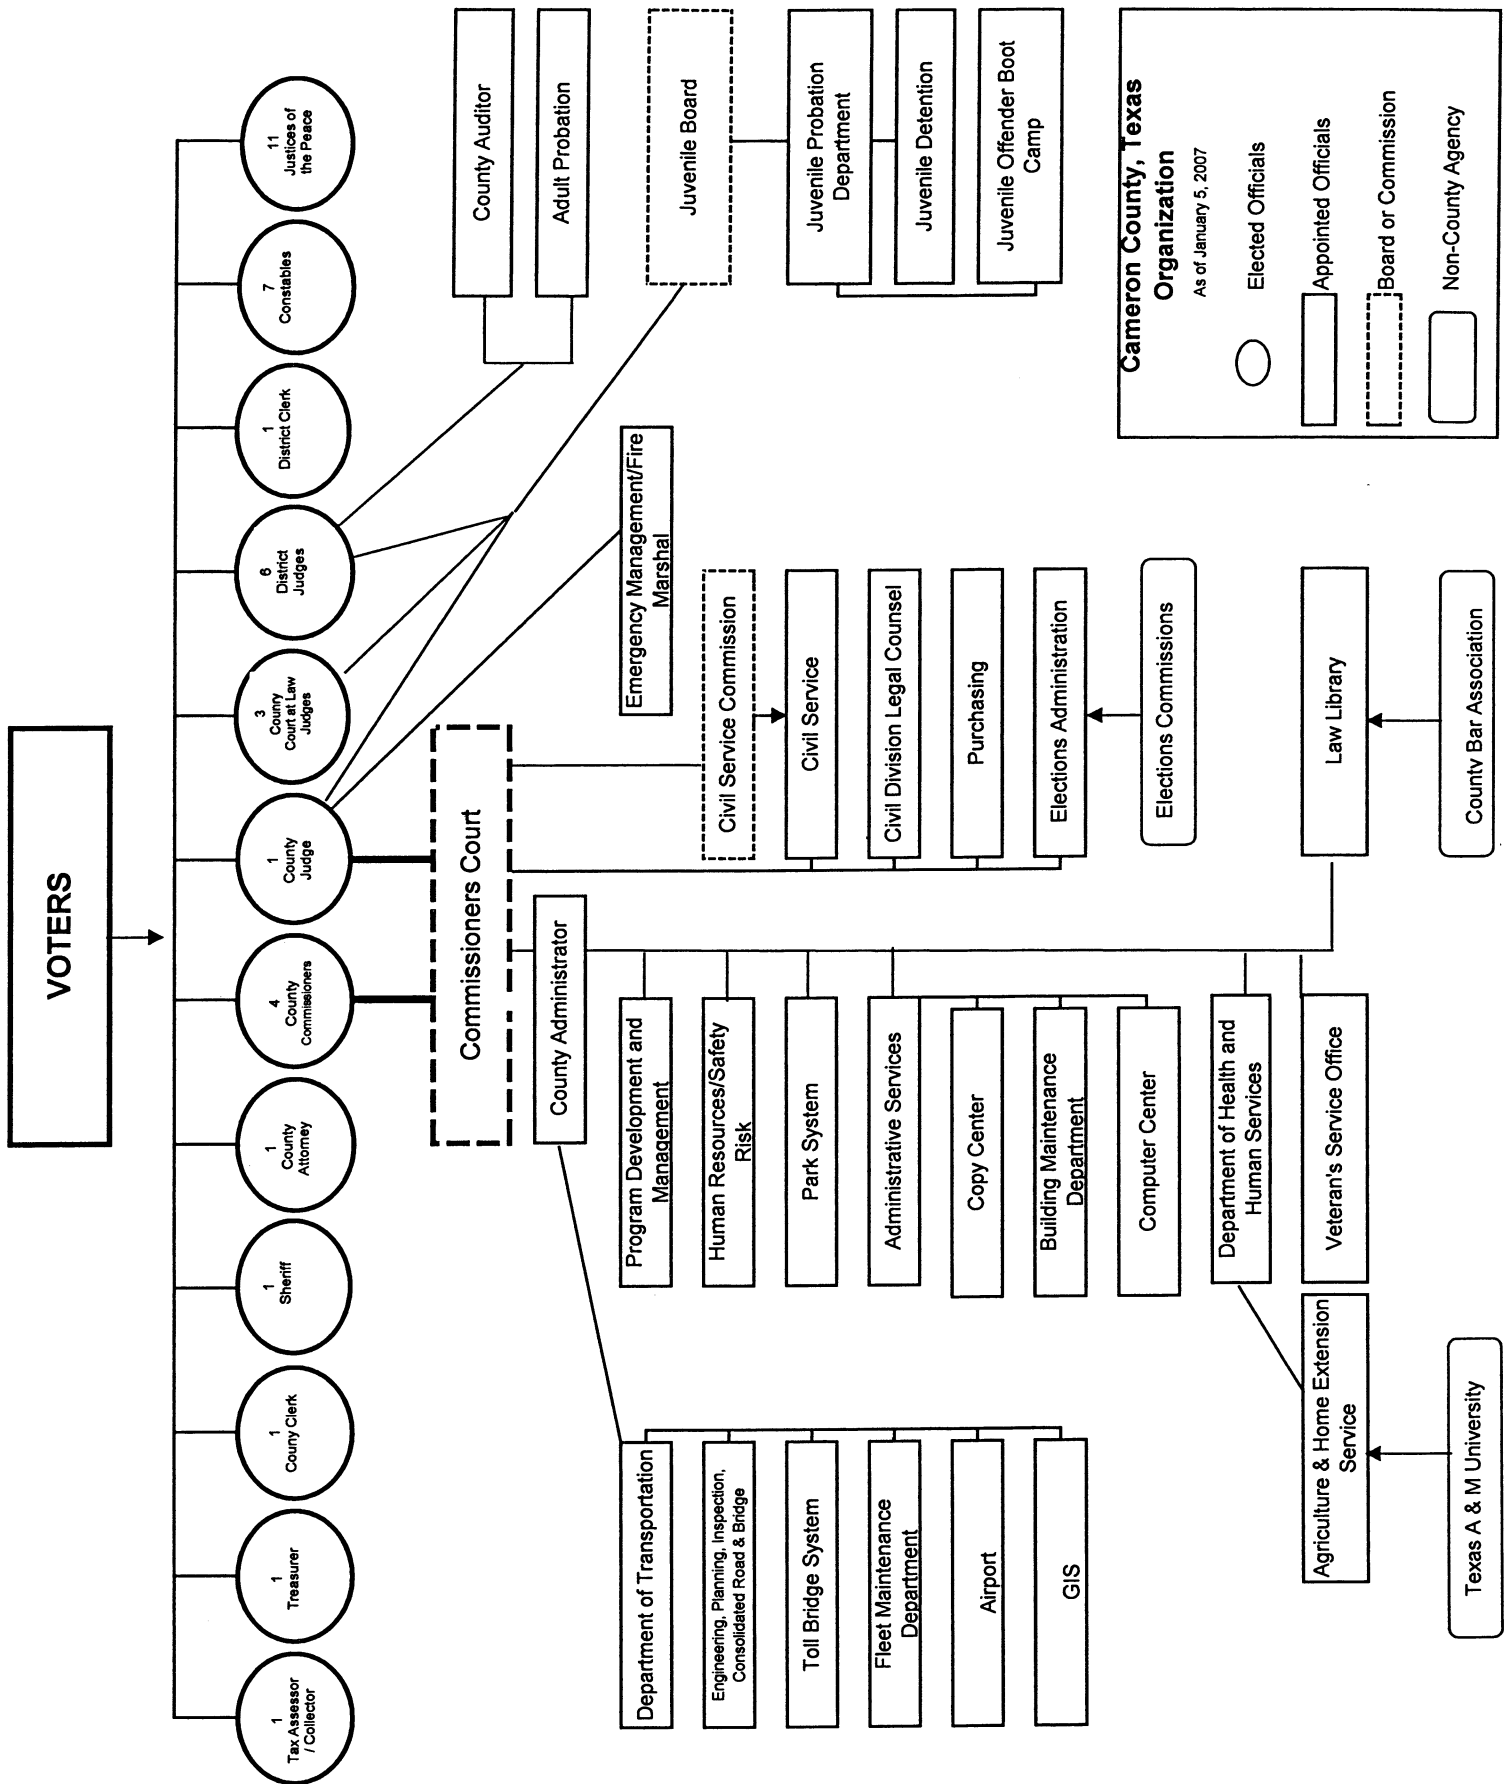 VOTERS
1
Tax Assessor
/ Collector
1
Treasurer
1
County Clerk
1
Sheriff
1
County
Attorney
4
County
Commissioners
1
County
Judge
3
Counry
Court at Law
Judges
6
District
Judges
1
District Clerk
7
Constables
11
Justices of
the Peace
Commissioners Court
County Administrator
County Auditor
Adult Probation
Juvenile Board
Juvenile Probation
Department
Juvenile Detention
Juvenile Offender Boot
Camp
Emergency Management/Fire
Marshal
Civil Service Commission
Civil Service
Civil Division Legal Counsel
Purchasing
Elections Administration
Elections Commissions
Law Library
County Bar Association
Program Development and
Management
Human Resources/Safety
Risk
Park System
Administrative Services
Copy Center
Building Maintenance
Department
Computer Center
Department of Health and
Human Services
Veteran's Service Office
Agriculture & Home Extension
Service
Texas A & M University
Department of Transportation
Engineering, Planning, Inspection,
Consolidated Road & Bridge
Toll Bridge System
Fleet Maintenance
Department
Airport
GIS
Cameron County, Texas
Organization
As of January 5, 2007
Elected Officials
Appointed Officials
Board or Commission
Non-County Agency